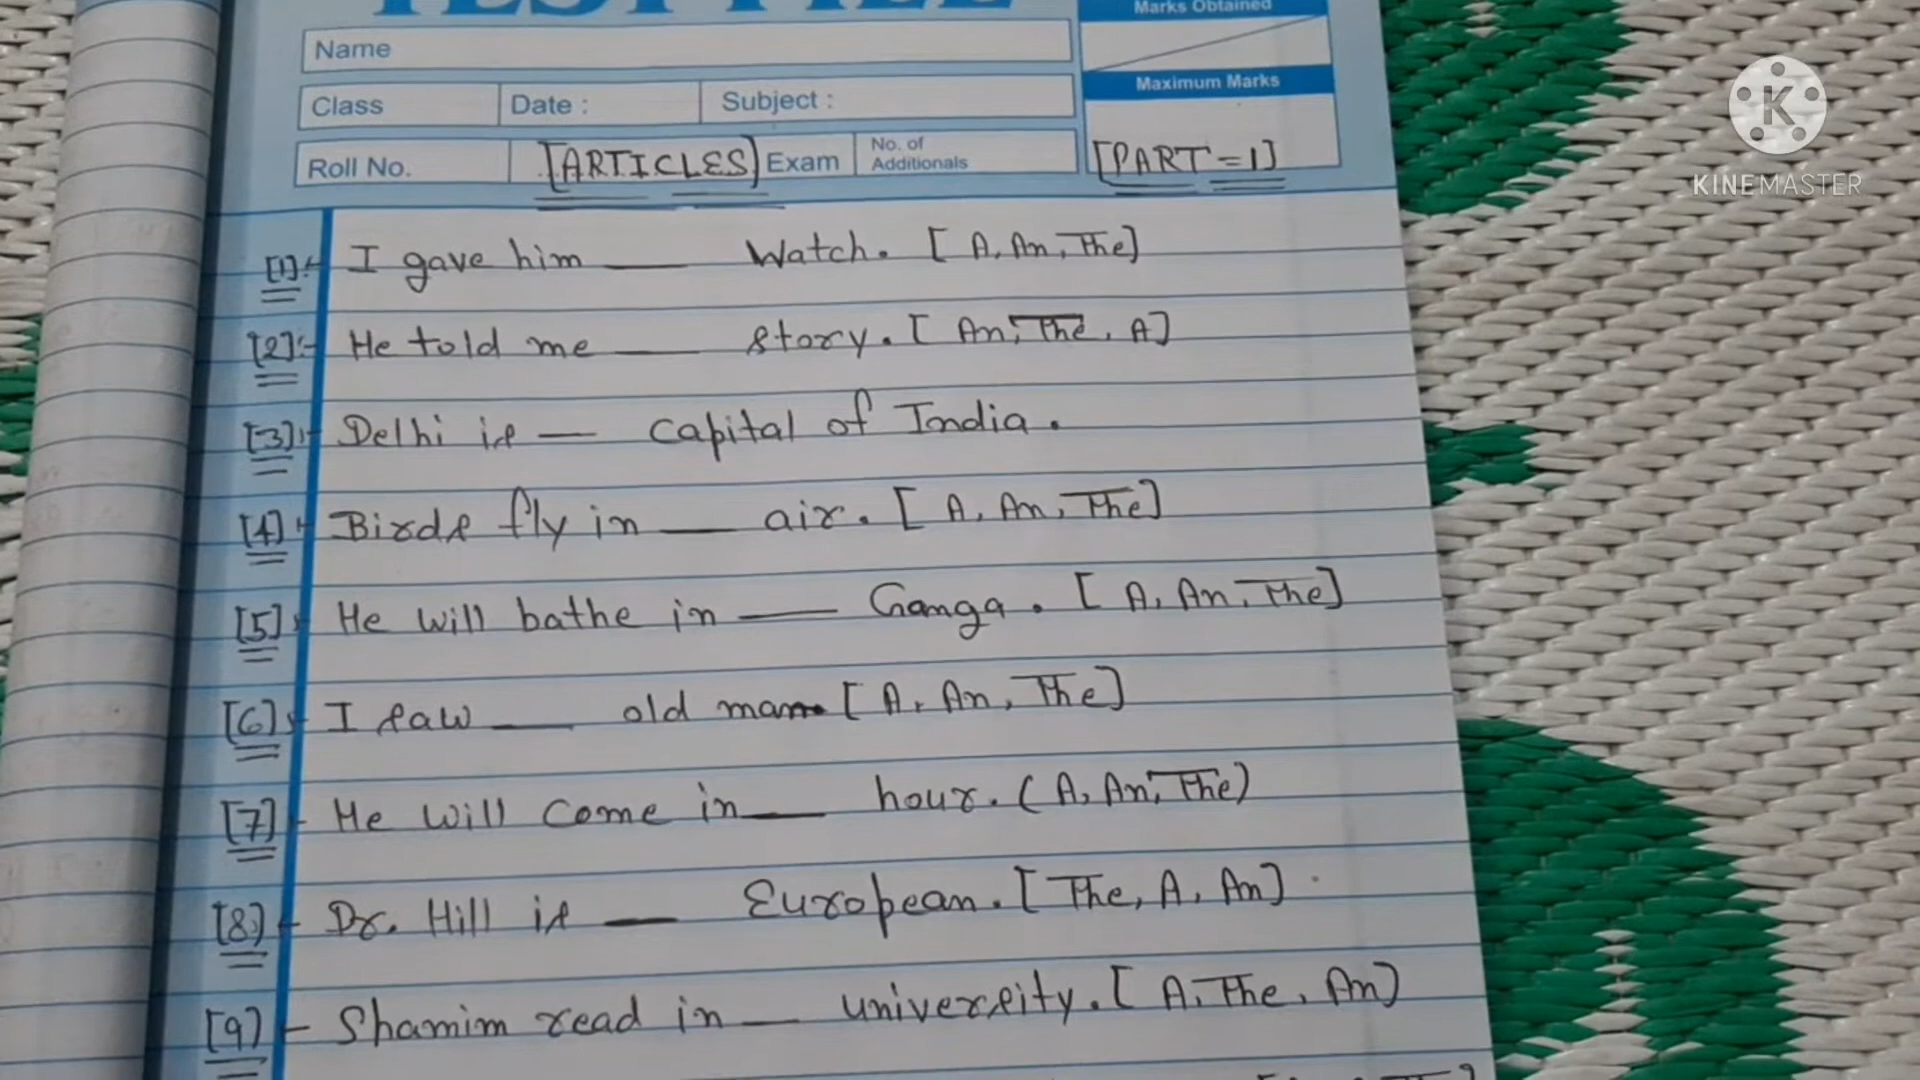 TEST FILE
Marks Obtained
Name
Maximum Marks
Class
Date :
Subject :
Roll No.
[ARTICLES]
Exam
No. of
Additionals
[PART=1]
KINEMASTER
[1]:- I gave him ___ Watch. [A, An, The]
[2]:- He told me ___ story. [An, The, A]
[3]:- Delhi is ___ capital of India.
[4]:- Birds fly in ___ air. [A, An, The]
[5]:- He will bathe in ___ Ganga. [A, An, The]
[6]:- I saw ___ old man [A, An, The]
[7]- He will come in ___ hour. (A, An, The)
[8]- Dr. Hill is ___ European. [The, A, An]
[9]- Shamim read in ___ university. [A, The, An]